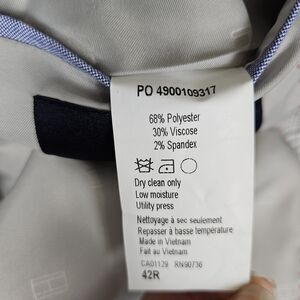 PO 4900109317
68% Polyester
30% Viscose
2% Spandex
Dry clean only
Low moisture
Utility press
Nettoyage à sec seulement
Repasser à basse température
Made in Vietnam
Fait au Vietnam
CA01129 RN90736
42R